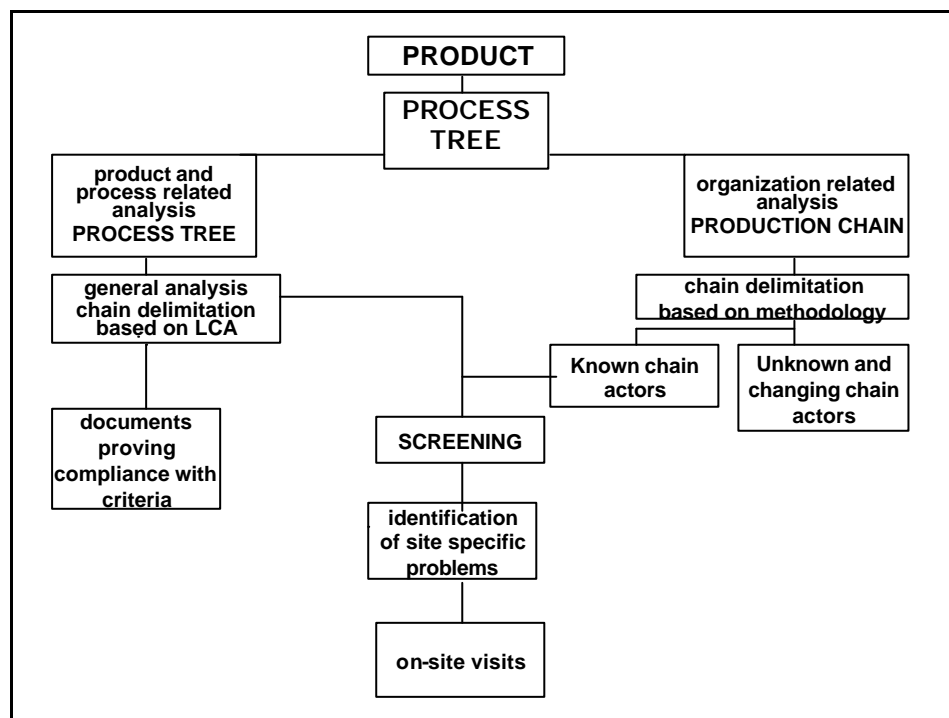 PRODUCT
PROCESS
TREE
product and
process related
analysis
PROCESS TREE
organization related
analysis
PRODUCTION CHAIN
general analysis
chain delimitation
based on LCA
chain delimitation
based on methodology
Known chain
actors
Unknown and
changing chain
actors
documents
proving
compliance with
criteria
SCREENING
identification
of site specific
problems
on-site visits